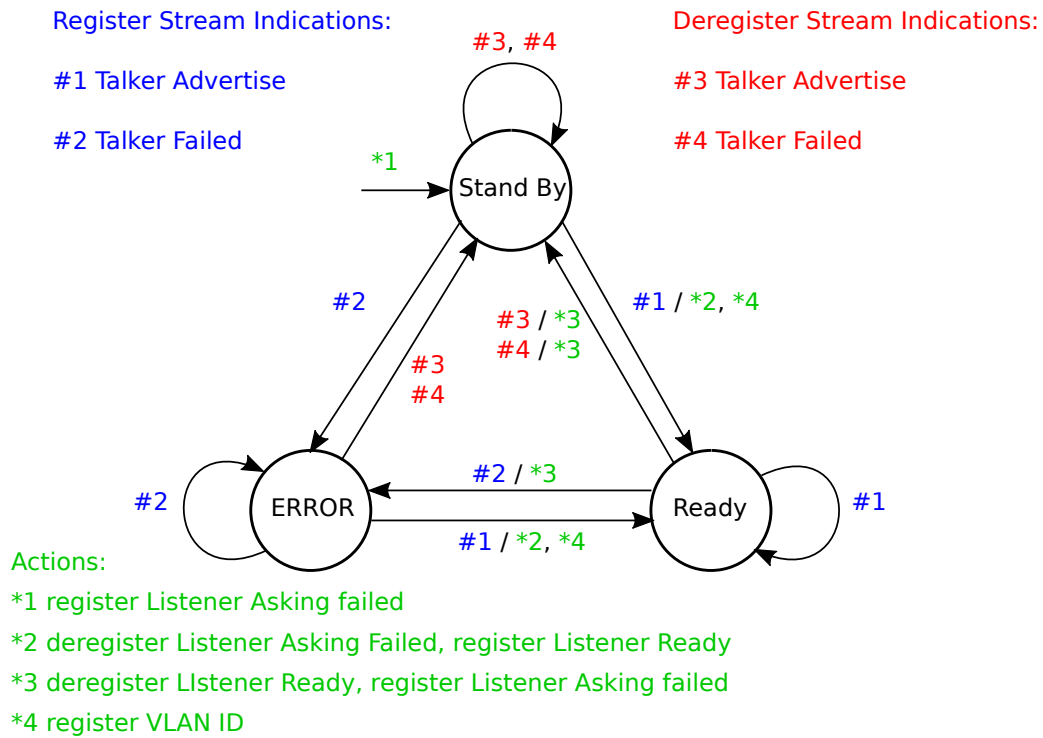 Register Stream Indications:
#1 Talker Advertise
#2 Talker Failed
Deregister Stream Indications:
#3 Talker Advertise
#4 Talker Failed
#3, #4
*1
Stand By
#2
#3
#4
#3 / *3
#4 / *3
#1 / *2, *4
#2
ERROR
#2 / *3
#1 / *2, *4
Ready
#1
Actions:
*1 register Listener Asking failed
*2 deregister Listener Asking Failed, register Listener Ready
*3 deregister LIstener Ready, register Listener Asking failed
*4 register VLAN ID